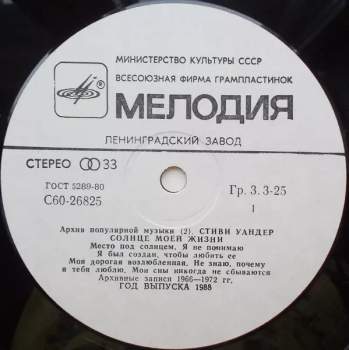 МИНИСТЕРСТВО КУЛЬТУРЫ СССР
ВСЕСОЮЗНАЯ ФИРМА ГРАМПЛАСТИНОК
МЕЛОДИЯ
ЛЕНИНГРАДСКИЙ ЗАВОД
СТЕРЕО 33
ГОСТ 5289-80
С60-26825
Гр. 3. 3-25
1
Архив популярной музыки (2). СТИВИ УАНДЕР
СОЛНЦЕ МОЕЙ ЖИЗНИ
Место под солнцем. Я не понимаю
Я был создан, чтобы любить ее
Моя дорогая возлюбленная. Не знаю, почему
я тебя люблю. Мои сны никогда не сбываются
Архивные записи 1966—1972 гг.
ГОД ВЫПУСКА 1988